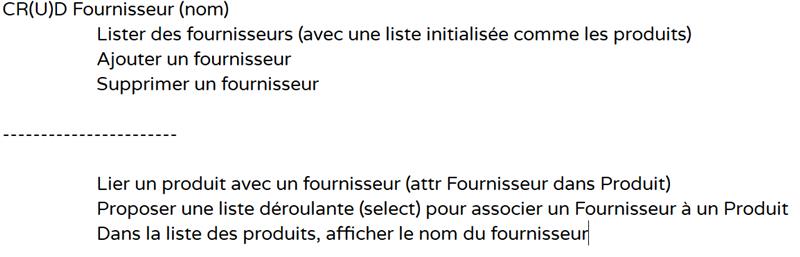 CR(U)D Fournisseur (nom)
Lister des fournisseurs (avec une liste initialisée comme les produits)
Ajouter un fournisseur
Supprimer un fournisseur
-----------------------
Lier un produit avec un fournisseur (attr Fournisseur dans Produit)
Proposer une liste déroulante (select) pour associer un Fournisseur à un Produit
Dans la liste des produits, afficher le nom du fournisseur